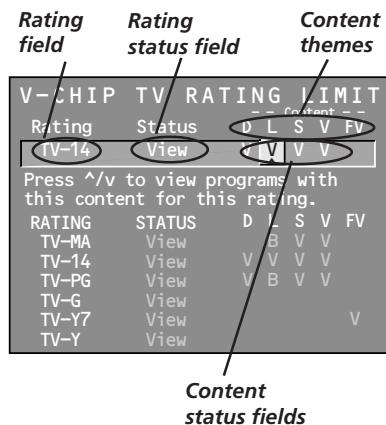 Rating field
Rating status field
Content themes
V-CHIP TV RATING LIMIT
– – Content – –
Rating Status D L S V FV
TV-14 View V V V V
Press ^/v to view programs with
this content for this rating.
RATING STATUS D L S V FV
TV-MA View B V V
TV-14 View V V V V
TV-PG View V B V V
TV-G View
TV-Y7 View V
TV-Y View
Content
status fields